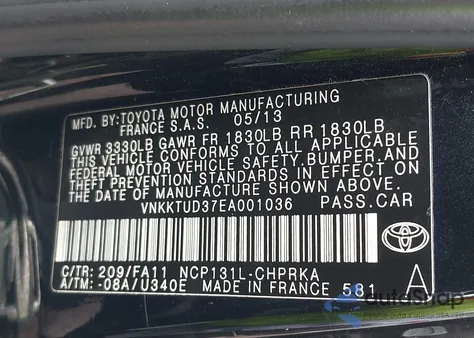 MFD. BY: TOYOTA MOTOR MANUFACTURING
FRANCE S.A.S. 05/13
GVWR 3330LB GAWR FR 1830LB RR 1830LB
THIS VEHICLE CONFORMS TO ALL APPLICABLE
FEDERAL MOTOR VEHICLE SAFETY, BUMPER, AND
THEFT PREVENTION STANDARDS IN EFFECT ON
THE DATE OF MANUFACTURE SHOWN ABOVE.
VNKKTUD37EA001036 PASS.CAR
C/TR: 209/FA11 NCP131L-CHPRKA
A/TM: -08A/U340E MADE IN FRANCE 581 A
autoSnap